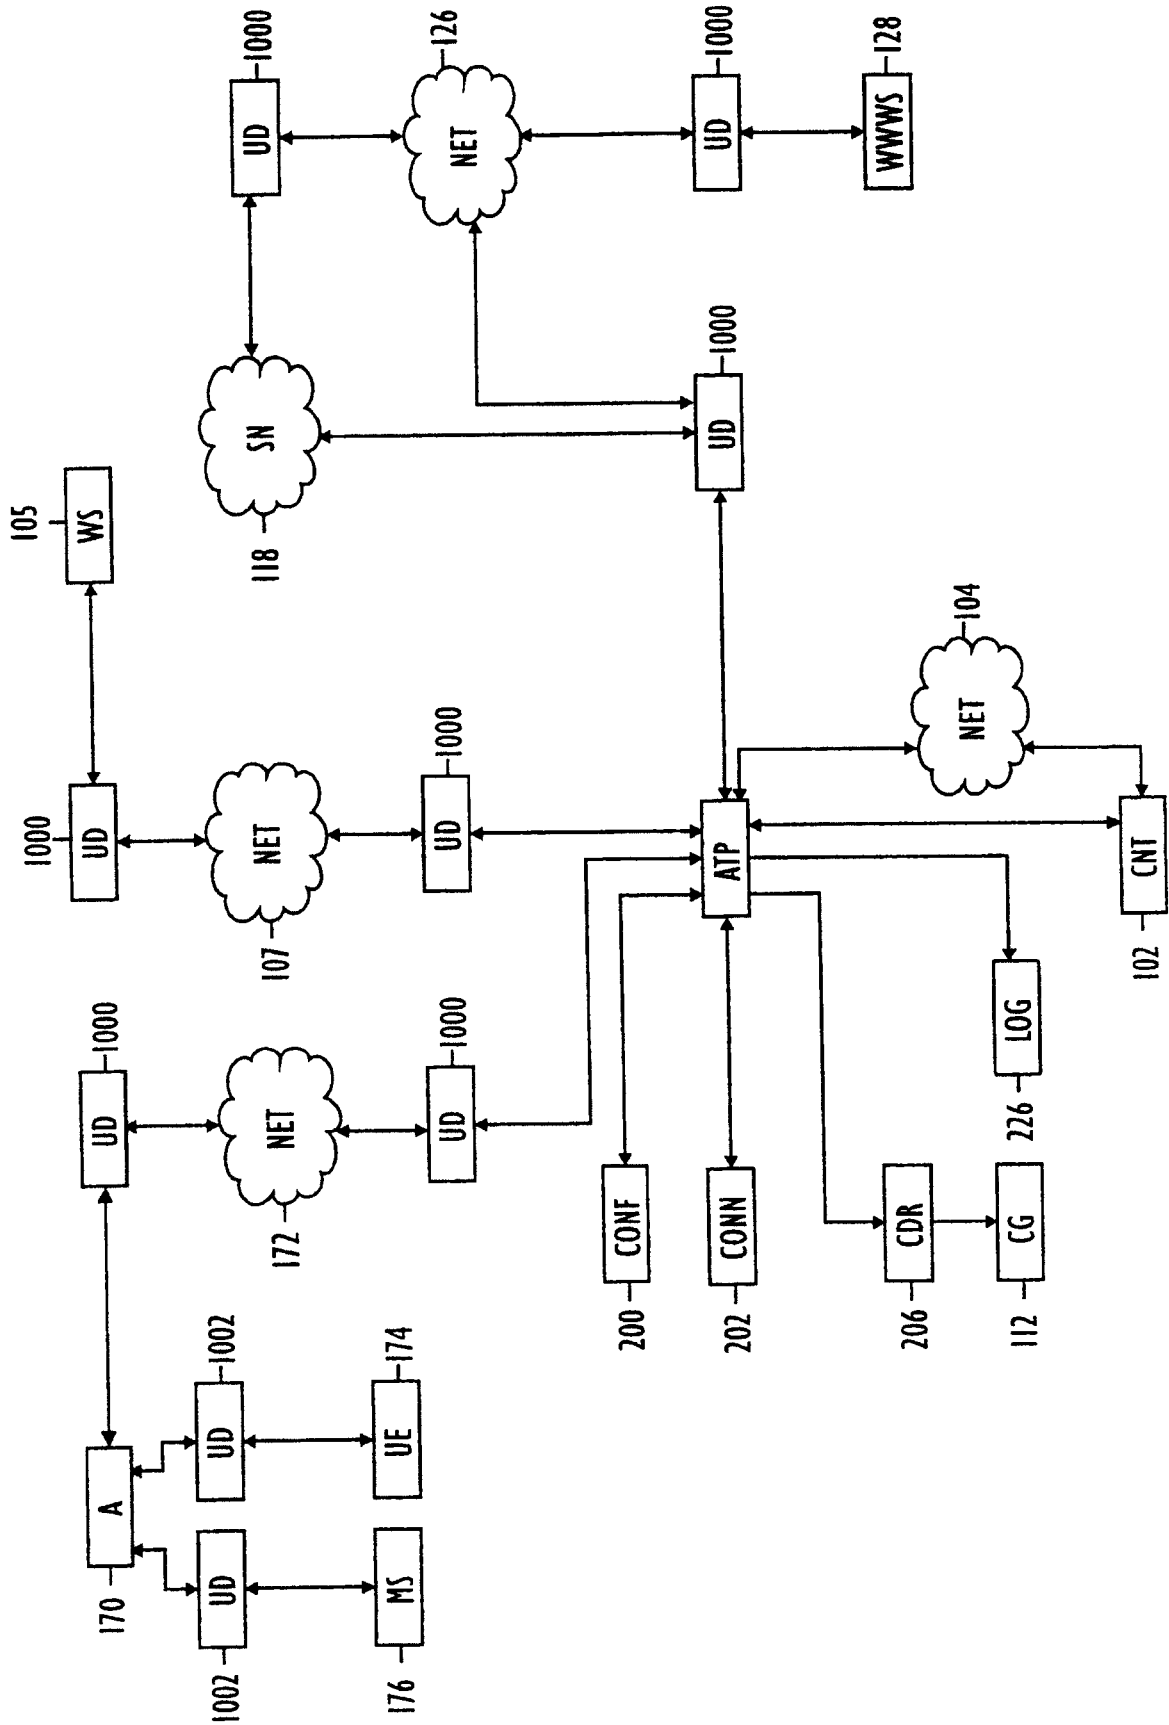 170
A
1002
UD
176
MS
1002
UD
174
UE
1000
UD
172
NET
1000
UD
1000
UD
105
WS
107
NET
1000
UD
118
SN
1000
UD
126
NET
1000
UD
128
WWWS
1000
UD
200
CONF
202
CONN
206
CDR
112
CG
226
LOG
ATP
104
NET
102
CNT